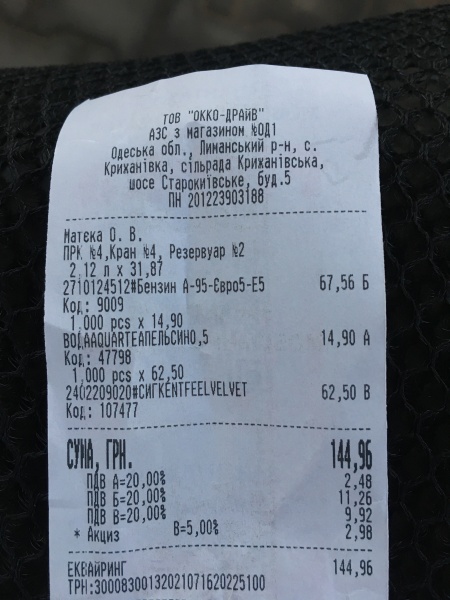 ТОВ "ОККО-ДРАЙВ"
АЗС з магазином №ОД1
Одеська обл., Лиманський р-н, с.
Крижанівка, сільрада Крижанівська,
шосе Старокиївське, буд.5
ПН 201223903188
Матєка О. В.
ПРК №4,Кран №4, Резервуар №2
2,12 л x 31,87
2710124512#Бензин А-95-Євро5-Е5 67,56 Б
Код: 9009
1,000 pcs x 14,90
ВОДАAQUARTEАПЕЛЬСИН0,5 14,90 А
Код: 47798
1,000 pcs x 62,50
2402209020#СИГKENTFEELVELVET 62,50 В
Код: 107477
СУМА, ГРН. 144,96
ПДВ А=20,00% 2,48
ПДВ Б=20,00% 11,26
ПДВ В=20,00% 9,92
* Акциз В=5,00% 2,98
ЕКВАЙРИНГ 144,96
ТРН:30008300132021071620225100